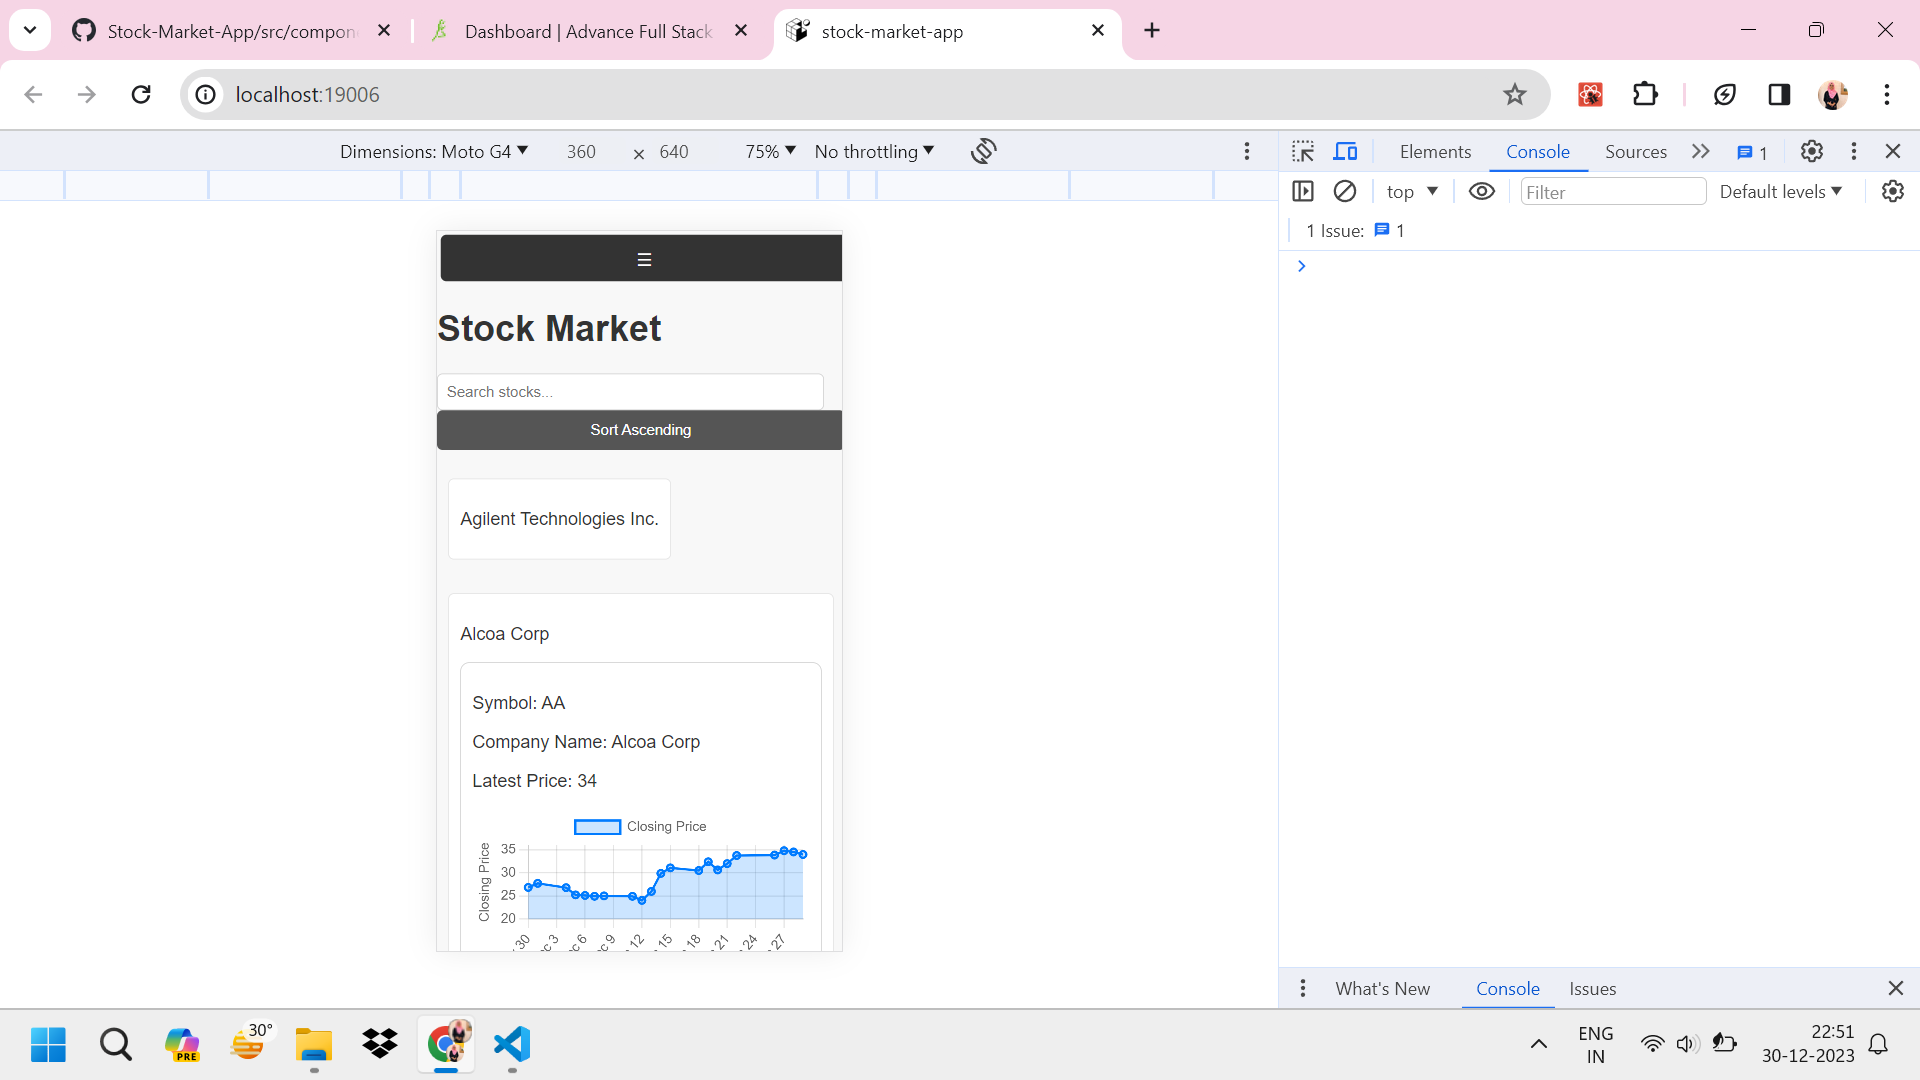 Stock-Market-App/src/compon
Dashboard | Advance Full Stack
stock-market-app
localhost:19006
Dimensions: Moto G4 ▼ 360 × 640 75% ▼ No throttling ▼
Elements Console Sources 1
top ▼ Filter Default levels ▼
1 Issue: 1
☰
Stock Market
Search stocks...
Sort Ascending
Agilent Technologies Inc.
Alcoa Corp
Symbol: AA
Company Name: Alcoa Corp
Latest Price: 34
Closing Price
Closing Price
35
30
25
20
30 c 3 c 6 c 9 12 15 18 21 24 27
What's New Console Issues
30°
PRE
ENG
IN
22:51
30-12-2023